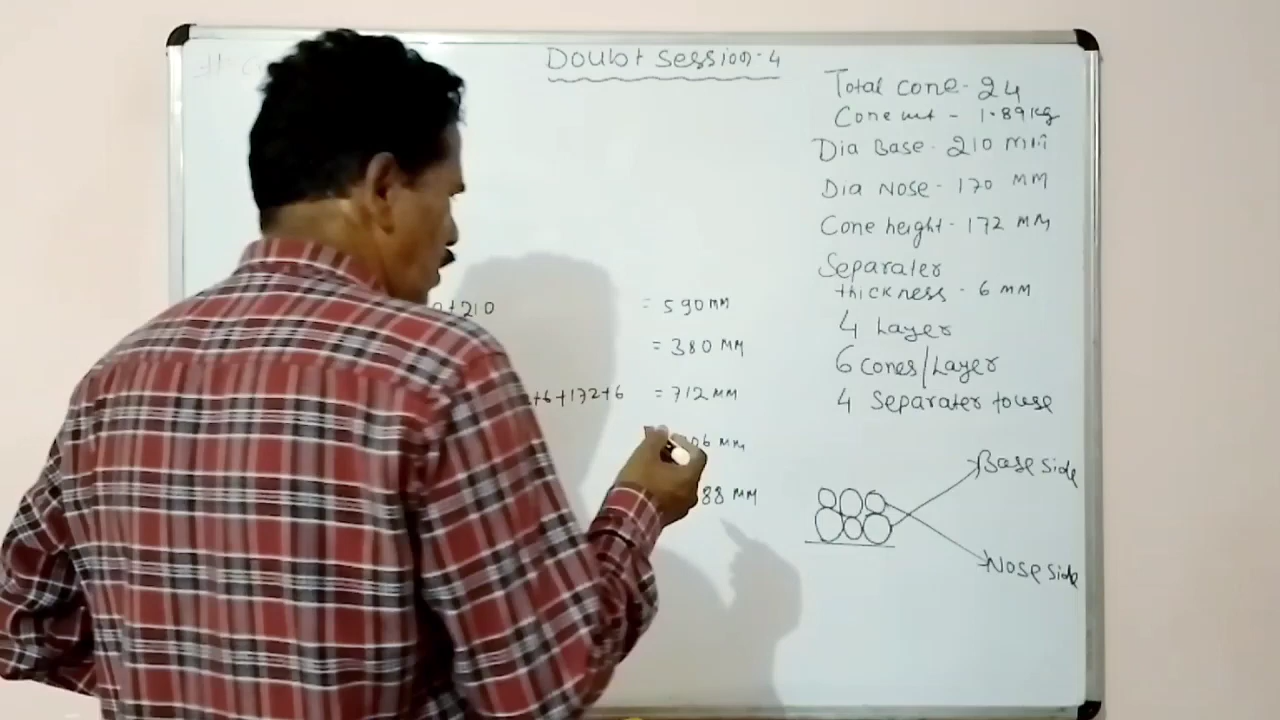 Doubt Session-4
+210 = 590 MM
= 380 MM
+6+172+6 = 712 MM
06 MM
88 MM
Total Cone - 24
Cone wt - 1.89 kg
Dia Base - 210 MM
Dia Nose - 170 MM
Cone height - 172 MM
Separater
thickness - 6 MM
4 Layer
6 Cones/Layer
4 Separater to use
Base side
Nose side